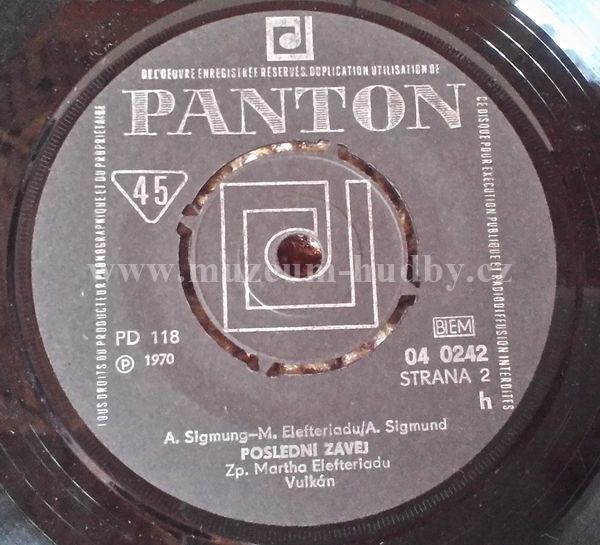 DE L'OEUVRE ENREGISTRÉE RÉSERVÉS. DUPLICATION UTILISATION DE
PANTON
45
TOUS DROITS DU PRODUCTEUR PHONOGRAPHIQUE ET DU PROPRIÉTAIRE
CE DISQUE POUR EXÉCUTION PUBLIQUE ET RADIODIFFUSION INTERDITES
www.muzeum-hudby.cz
PD 118
℗ 1970
BIEM
04 0242
STRANA 2
h
A. Sigmung–M. Elefteriadu/A. Sigmund
POSLEDNÍ ZÁVĚJ
Zp. Martha Elefteriadu
Vulkán